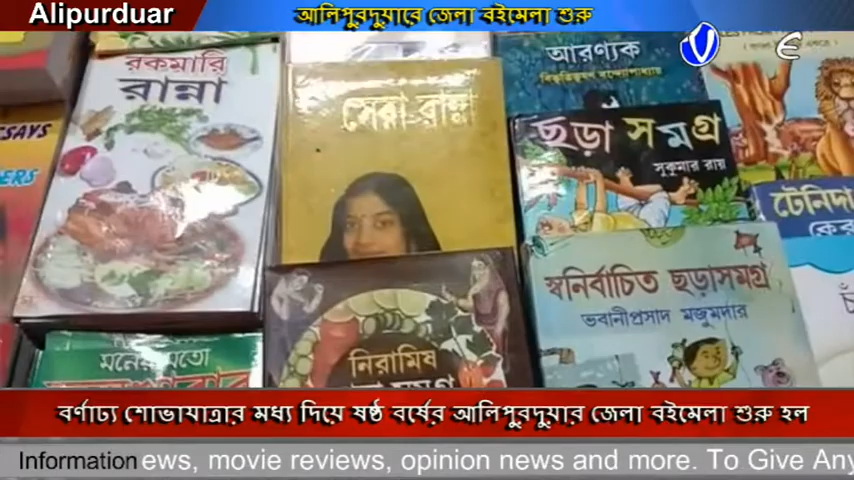 Alipurduar
আলিপুরদুয়ারে জেলা বইমেলা শুরু
রকমারি
রান্না
সেরা রান্না
আরণ্যক
বিভূতিভূষণ বন্দ্যোপাধ্যায়
ছড়া সমগ্র
সুকুমার রায়
টেনিদা
স্বনির্বাচিত ছড়াসমগ্র
ভবানীপ্রসাদ মজুমদার
নিরামিষ
মনের মতো
বর্ণাঢ্য শোভাযাত্রার মধ্য দিয়ে ষষ্ঠ বর্ষের আলিপুরদুয়ার জেলা বইমেলা শুরু হল
Information ews, movie reviews, opinion news and more. To Give Any